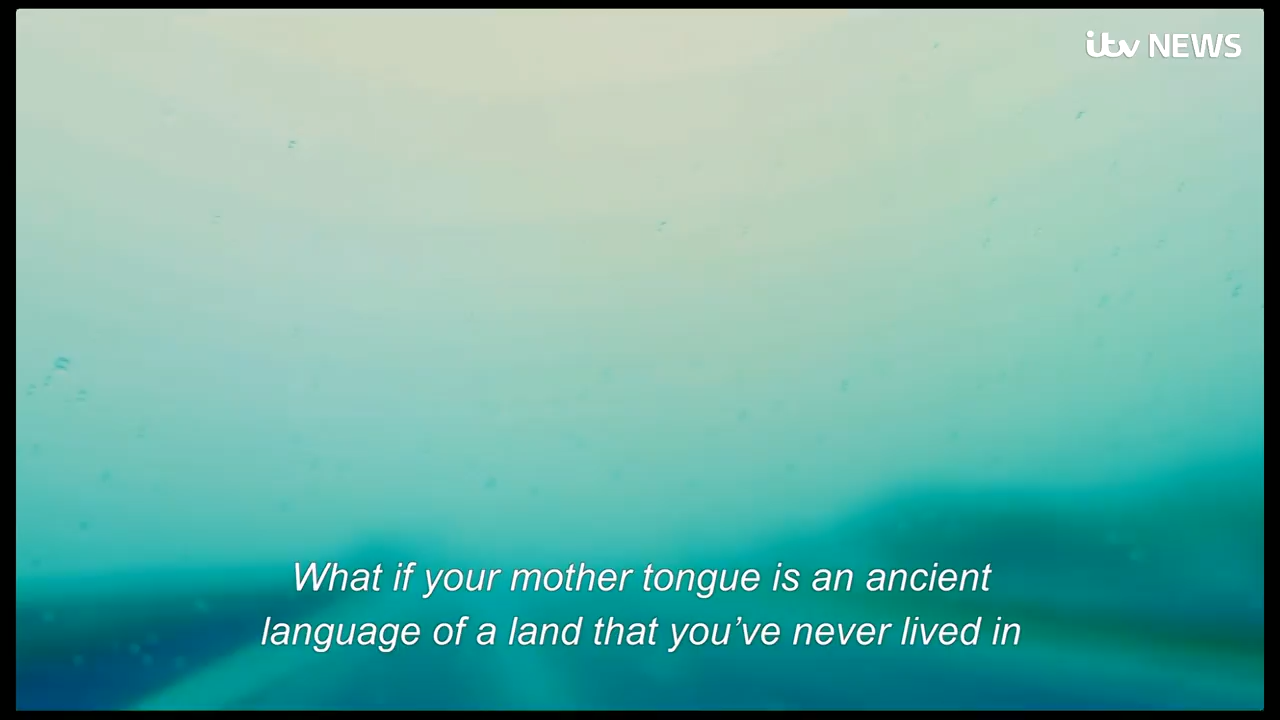 itv NEWS
What if your mother tongue is an ancient
language of a land that you’ve never lived in